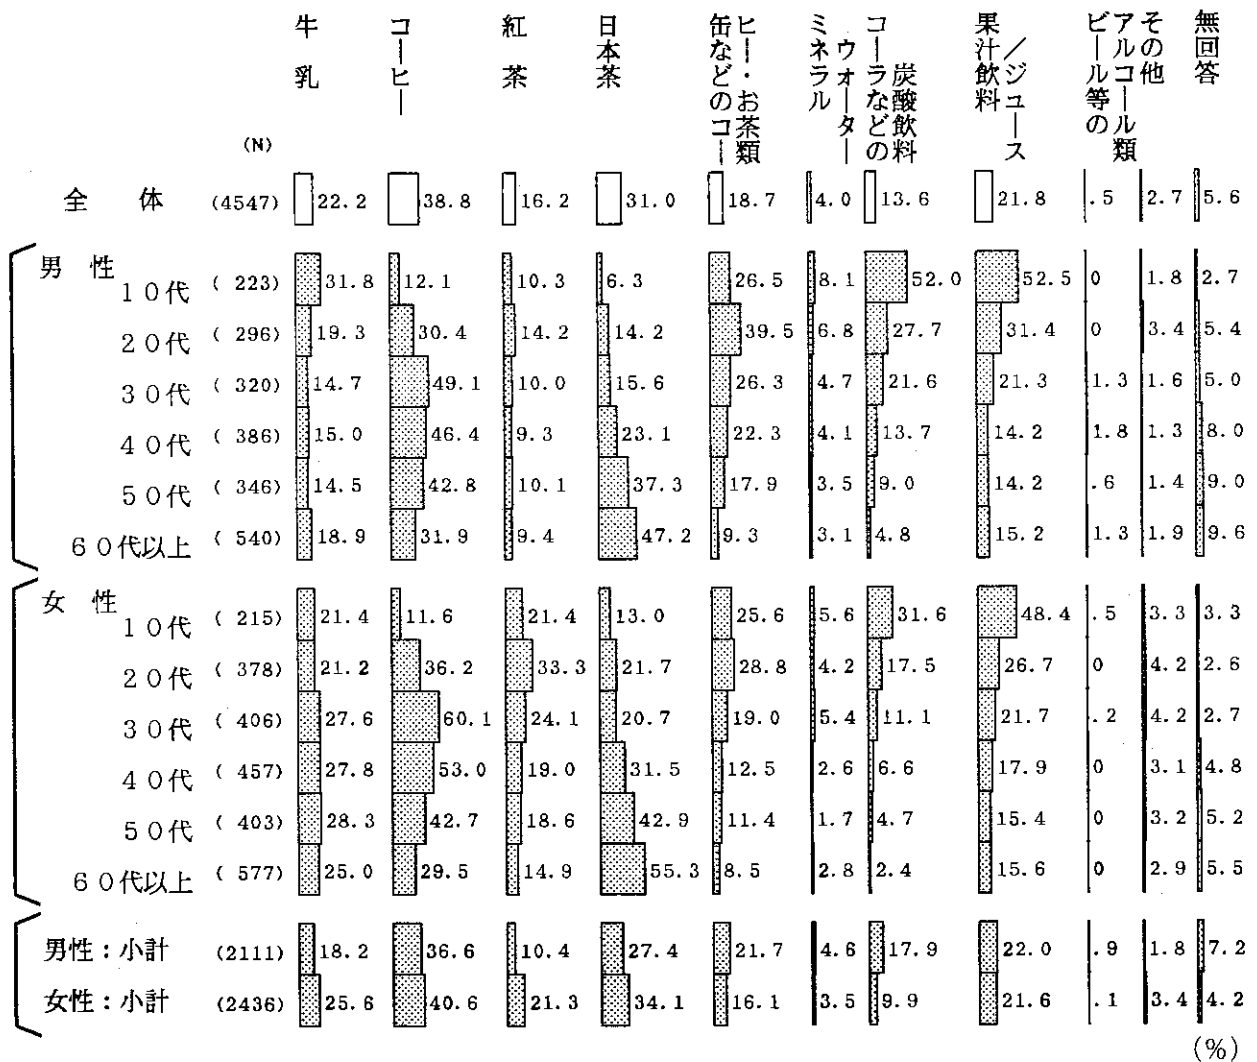 牛乳
コーヒー
紅茶
日本茶
缶などのコー
ヒー・お茶類
ミネラル
ウォーター
コーラなどの
炭酸飲料
果汁飲料
／ジュース
ビール等の
アルコール類
その他
無回答
(N)
全体 (4547) 22.2 38.8 16.2 31.0 18.7 4.0 13.6 21.8 .5 2.7 5.6
男性
10代 ( 223) 31.8 12.1 10.3 6.3 26.5 8.1 52.0 52.5 0 1.8 2.7
20代 ( 296) 19.3 30.4 14.2 14.2 39.5 6.8 27.7 31.4 0 3.4 5.4
30代 ( 320) 14.7 49.1 10.0 15.6 26.3 4.7 21.6 21.3 1.3 1.6 5.0
40代 ( 386) 15.0 46.4 9.3 23.1 22.3 4.1 13.7 14.2 1.8 1.3 8.0
50代 ( 346) 14.5 42.8 10.1 37.3 17.9 3.5 9.0 14.2 .6 1.4 9.0
60代以上 ( 540) 18.9 31.9 9.4 47.2 9.3 3.1 4.8 15.2 1.3 1.9 9.6
女性
10代 ( 215) 21.4 11.6 21.4 13.0 25.6 5.6 31.6 48.4 .5 3.3 3.3
20代 ( 378) 21.2 36.2 33.3 21.7 28.8 4.2 17.5 26.7 0 4.2 2.6
30代 ( 406) 27.6 60.1 24.1 20.7 19.0 5.4 11.1 21.7 .2 4.2 2.7
40代 ( 457) 27.8 53.0 19.0 31.5 12.5 2.6 6.6 17.9 0 3.1 4.8
50代 ( 403) 28.3 42.7 18.6 42.9 11.4 1.7 4.7 15.4 0 3.2 5.2
60代以上 ( 577) 25.0 29.5 14.9 55.3 8.5 2.8 2.4 15.6 0 2.9 5.5
男性：小計 (2111) 18.2 36.6 10.4 27.4 21.7 4.6 17.9 22.0 .9 1.8 7.2
女性：小計 (2436) 25.6 40.6 21.3 34.1 16.1 3.5 9.9 21.6 .1 3.4 4.2
(%)